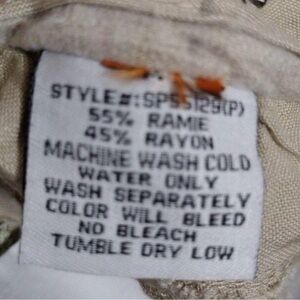 STYLE#:SPS5129(P)
55% RAMIE
45% RAYON
MACHINE WASH COLD
WATER ONLY
WASH SEPARATELY
COLOR WILL BLEED
NO BLEACH
TUMBLE DRY LOW